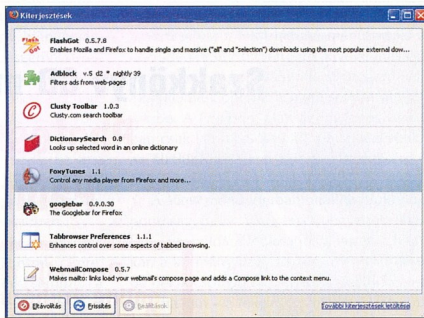 Kiterjesztések
FlashGot 0.5.7.8
Enables Mozilla and Firefox to handle single and massive ("all" and "selection") downloads using the most popular external dow...
Adblock v.5 d2 * nightly 39
Filters ads from web-pages
Clusty Toolbar 1.0.3
Clusty.com search toolbar
DictionarySearch 0.8
Looks up selected word in an online dictionary
FoxyTunes 1.1
Control any media player from Firefox and more...
googlebar 0.9.0.30
The Googlebar for Firefox
Tabbrowser Preferences 1.1.1
Enhances control over some aspects of tabbed browsing.
WebmailCompose 0.5.7
Makes mailto: links load your webmail's compose page and adds a Compose link to the context menu.
Eltávolítás Frissítés Beállítások További kiterjesztések letöltése